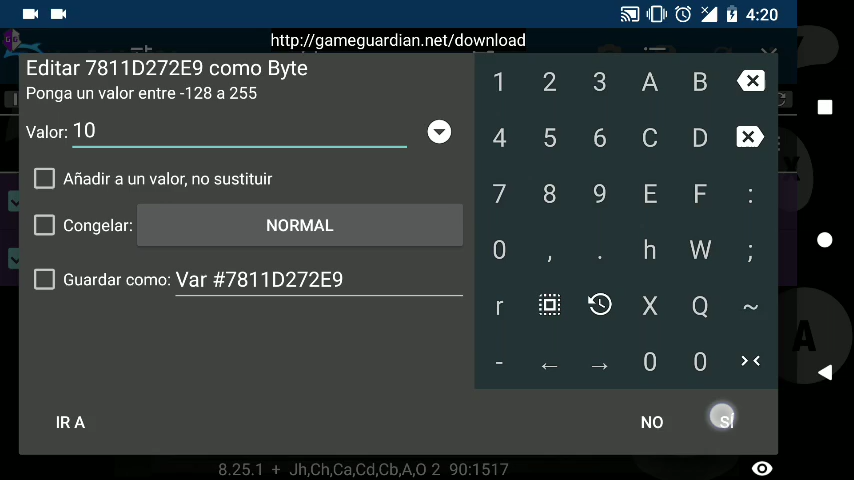 4:20
http://gameguardian.net/download
Editar 7811D272E9 como Byte
Ponga un valor entre -128 a 255
Valor: 10
Añadir a un valor, no sustituir
Congelar: NORMAL
Guardar como: Var #7811D272E9
1 2 3 A B
4 5 6 C D
7 8 9 E F :
0 , . h W ;
r X Q ~
- ← → 0 0 ><
IR A NO SÍ
A
8.25.1 + Jh,Ch,Ca,Cd,Cb,A,O 2 90:1517